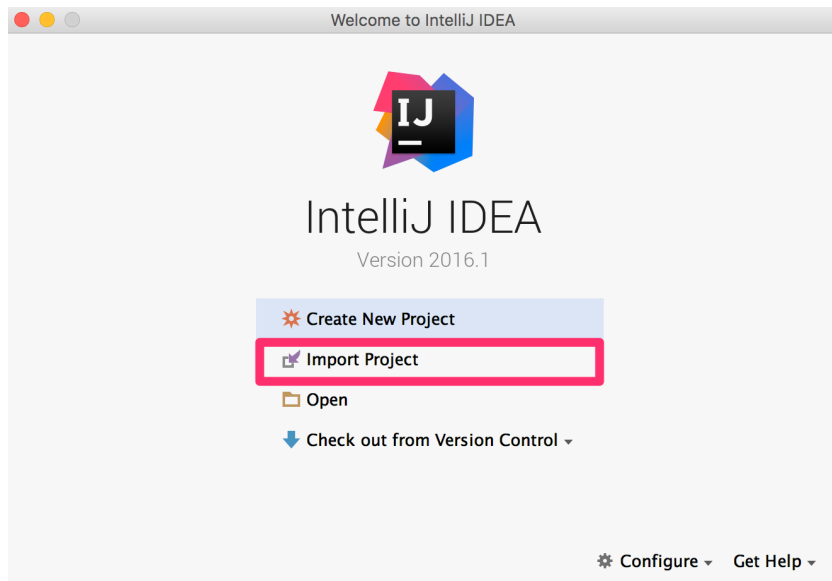 Welcome to IntelliJ IDEA
IJ
IntelliJ IDEA
Version 2016.1
Create New Project
Import Project
Open
Check out from Version Control
Configure
Get Help